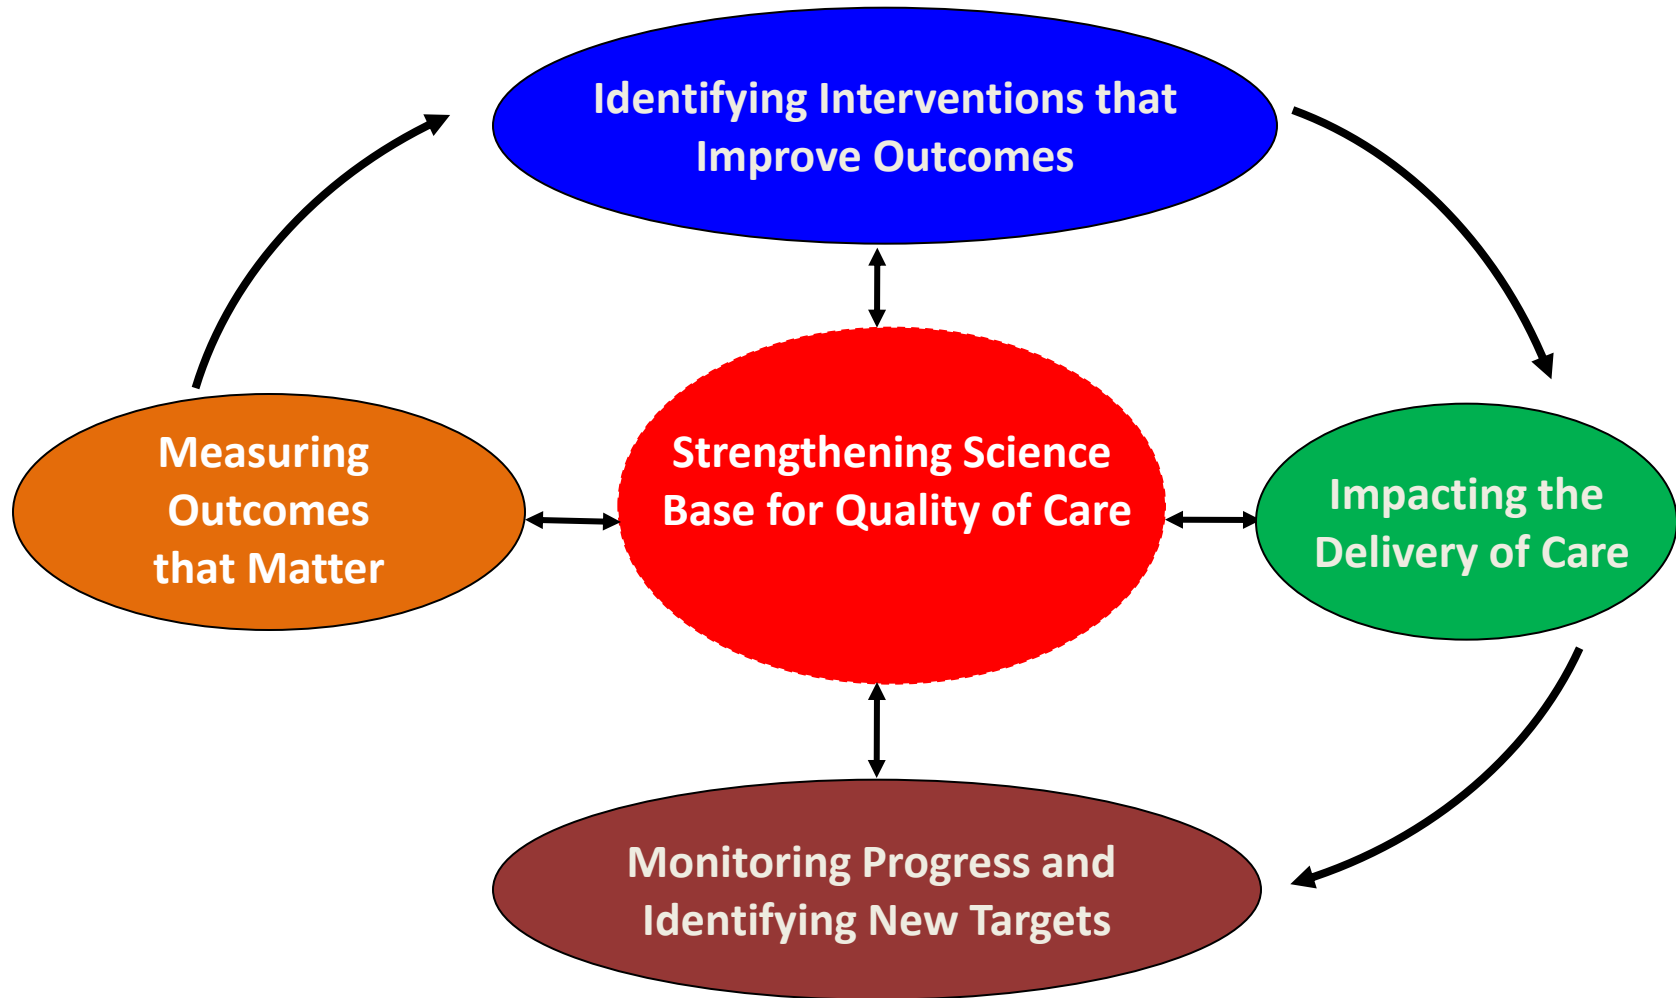 Identifying Interventions that
Improve Outcomes
Measuring
Outcomes
that Matter
Strengthening Science
Base for Quality of Care
Impacting the
Delivery of Care
Monitoring Progress and
Identifying New Targets